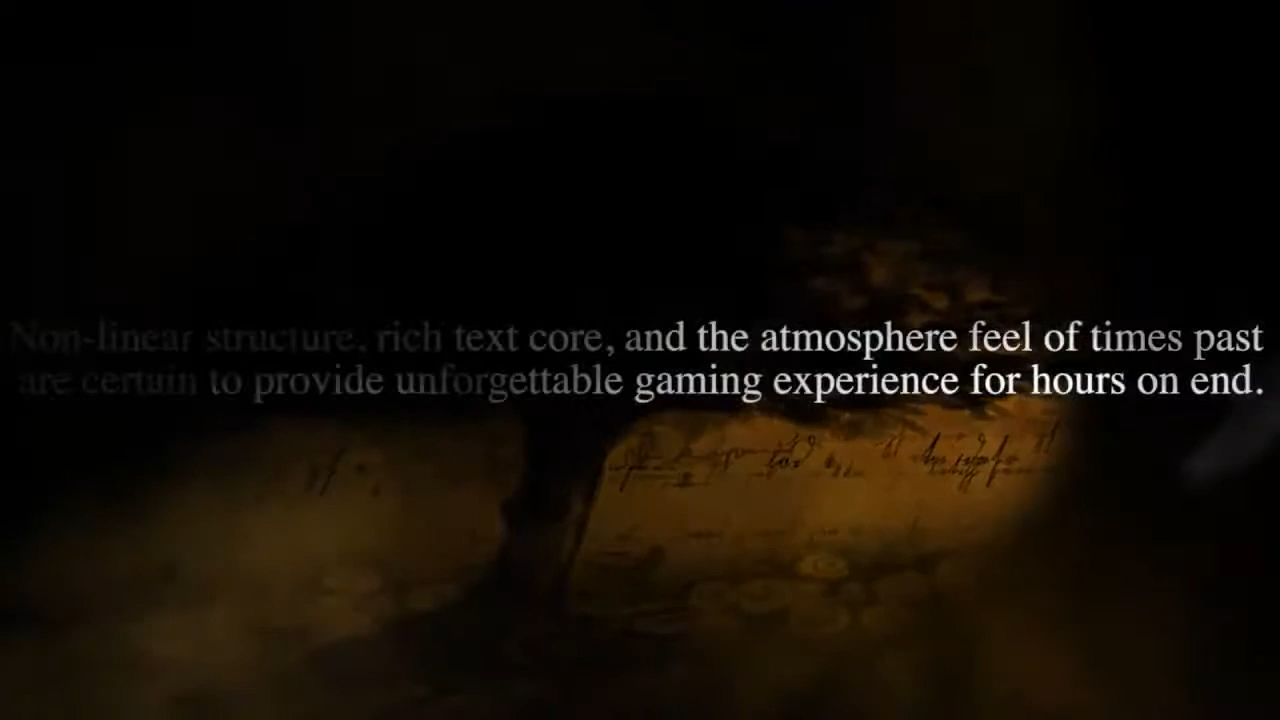 Non-linear structure, rich text core, and the atmosphere feel of times past
are certain to provide unforgettable gaming experience for hours on end.